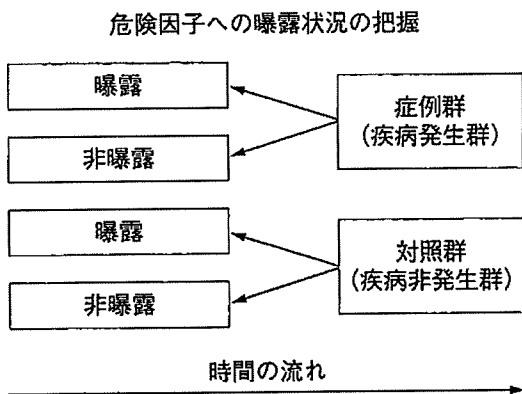 危険因子への曝露状況の把握
曝露
非曝露
症例群
(疾病発生群)
曝露
非曝露
対照群
(疾病非発生群)
時間の流れ